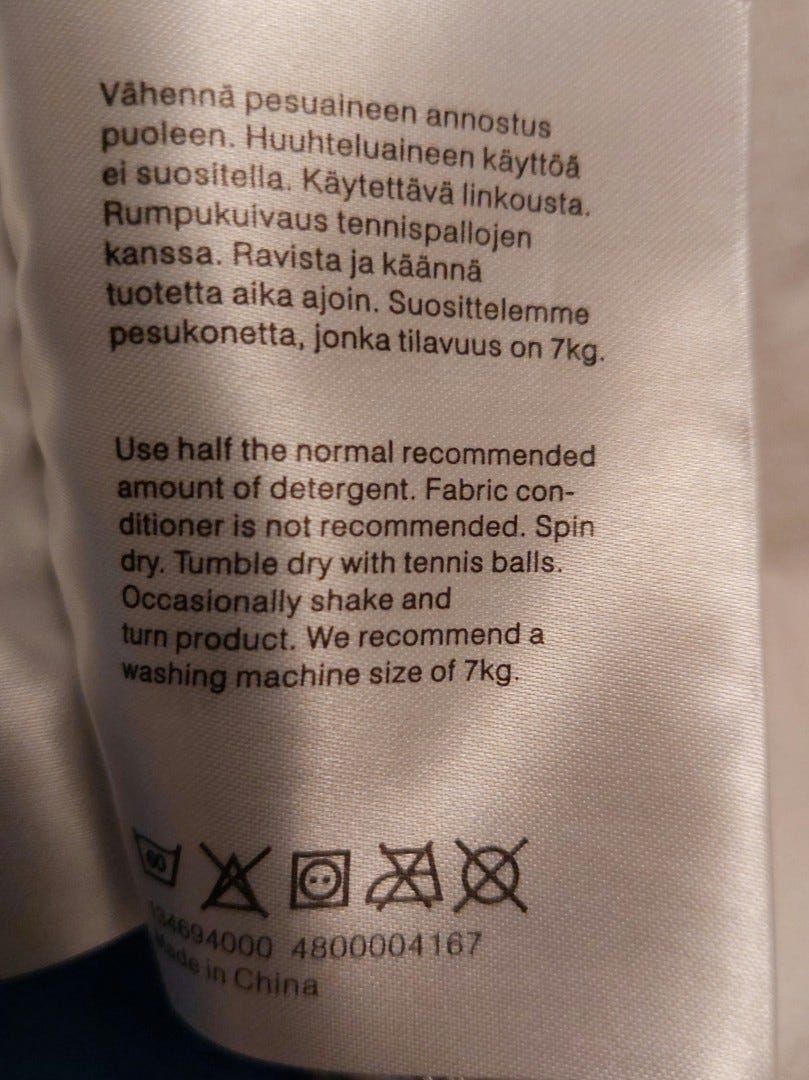 Vähennä pesuaineen annostus
puoleen. Huuhteluaineen käyttöä
ei suositella. Käytettävä linkousta.
Rumpukuivaus tennispallojen
kanssa. Ravista ja käännä
tuotetta aika ajoin. Suosittelemme
pesukonetta, jonka tilavuus on 7kg.
Use half the normal recommended
amount of detergent. Fabric con-
ditioner is not recommended. Spin
dry. Tumble dry with tennis balls.
Occasionally shake and
turn product. We recommend a
washing machine size of 7kg.
60
134694000 4800004167
Made in China